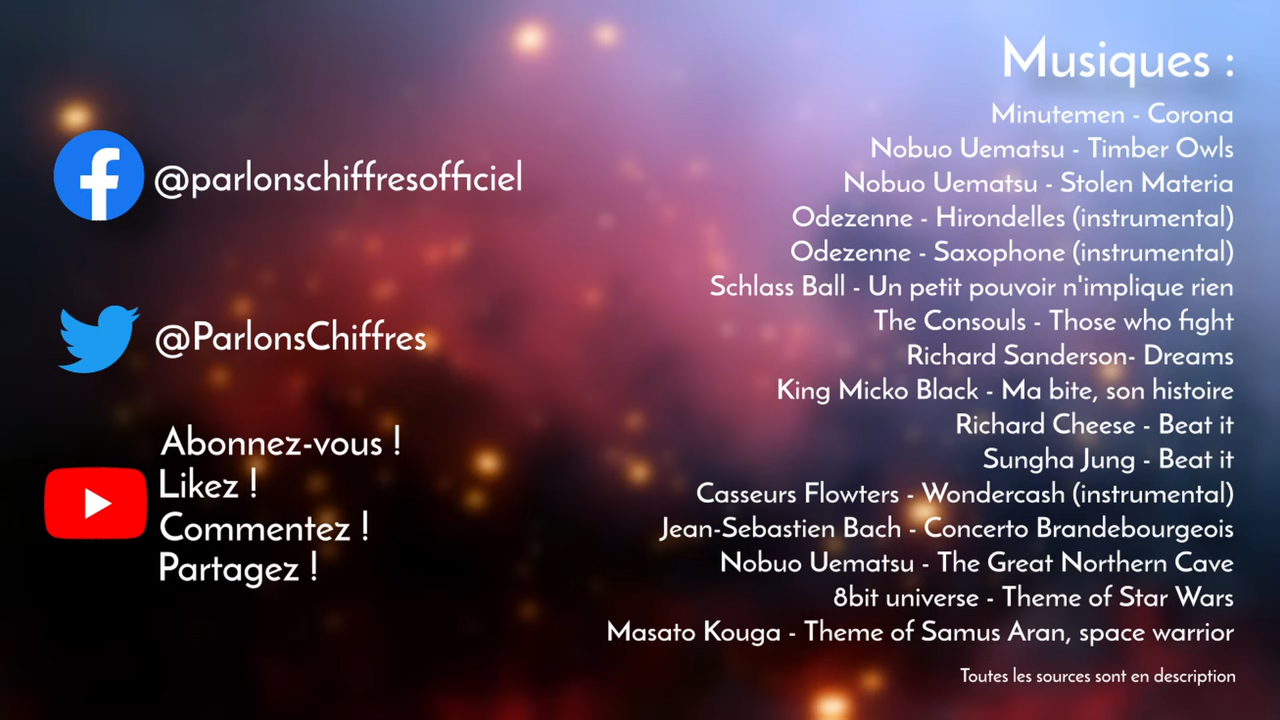 @parlonschiffresofficiel
@ParlonsChiffres
Abonnez-vous !
Likez !
Commentez !
Partagez !
Musiques :
Minutemen - Corona
Nobuo Uematsu - Timber Owls
Nobuo Uematsu - Stolen Materia
Odezenne - Hirondelles (instrumental)
Odezenne - Saxophone (instrumental)
Schlass Ball - Un petit pouvoir n'implique rien
The Consouls - Those who fight
Richard Sanderson- Dreams
King Micko Black - Ma bite, son histoire
Richard Cheese - Beat it
Sungha Jung - Beat it
Casseurs Flowters - Wondercash (instrumental)
Jean-Sebastien Bach - Concerto Brandebourgeois
Nobuo Uematsu - The Great Northern Cave
8bit universe - Theme of Star Wars
Masato Kouga - Theme of Samus Aran, space warrior
Toutes les sources sont en description